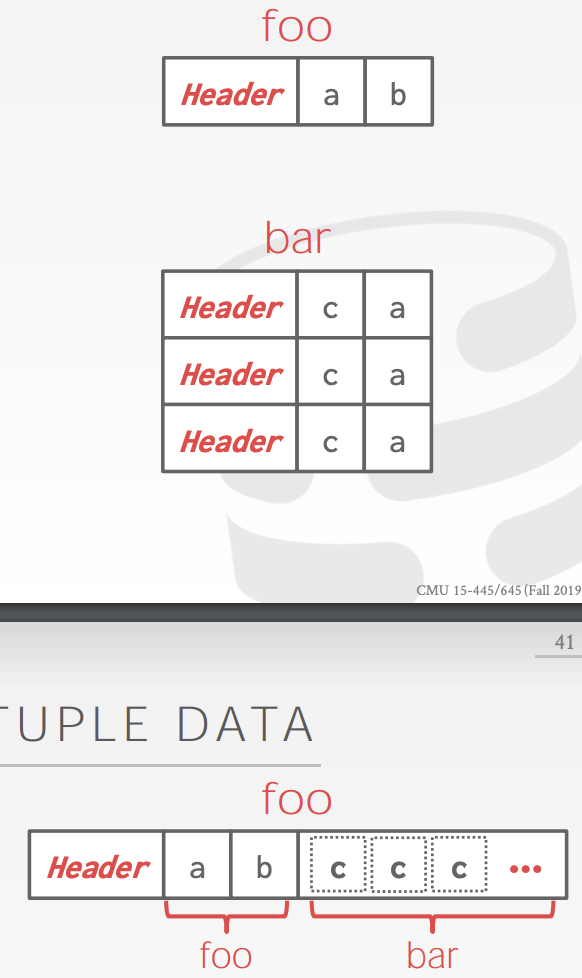 foo
Header a b
bar
Header c a
Header c a
Header c a
CMU 15-445/645 (Fall 2019
41
TUPLE DATA
foo
Header a b c c c •••
foo bar